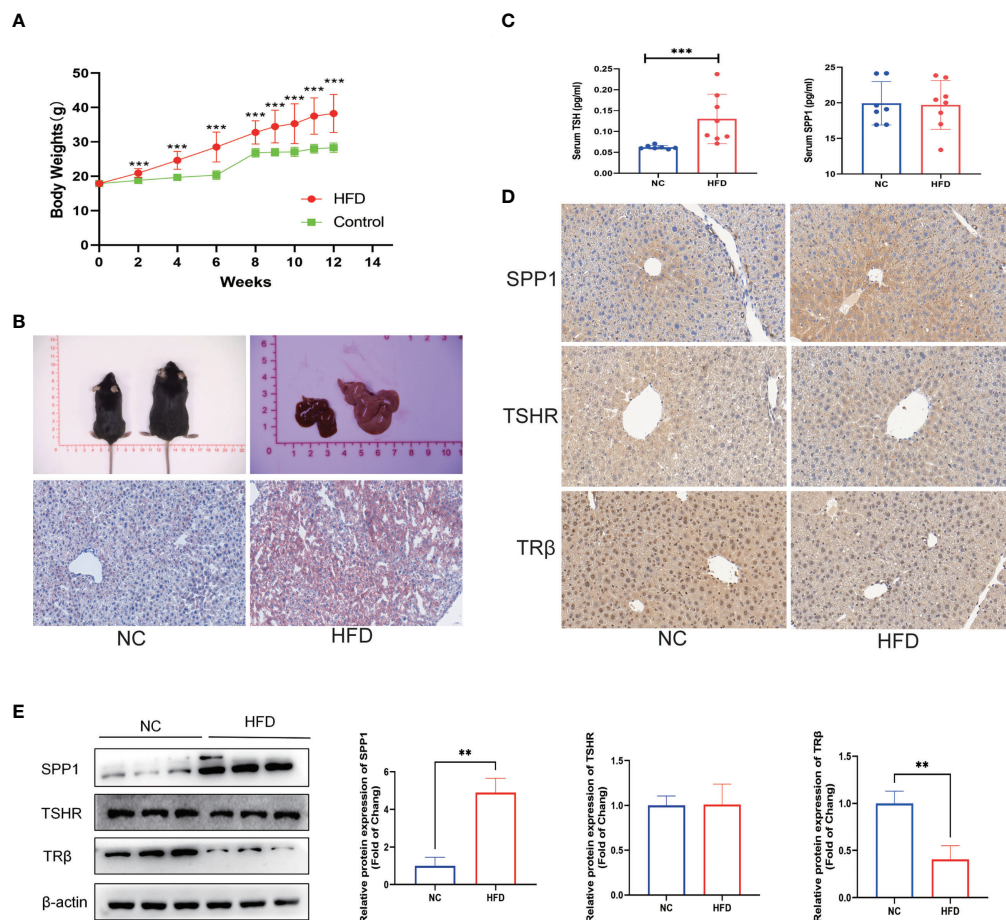 A
Body Weights(g)
50
40
30
20
10
0
***
***
***
***
***
***
***
***
***
HFD
Control
0
2
4
6
8
10
12
14
Weeks
B
NC
HFD
C
Serum TSH (pg/ml)
0.25
0.20
0.15
0.10
0.05
0.00
***
NC
HFD
Serum SPP1 (pg/ml)
25
20
15
10
NC
HFD
D
SPP1
TSHR
TRβ
NC
HFD
E
NC
HFD
SPP1
TSHR
TRβ
β-actin
Relative protein expression of SPP1
(Fold of Chang)
6
4
2
0
**
NC
HFD
Relative protein expression of TSHR
(Fold of Chang)
1.5
1.0
0.5
0.0
NC
HFD
Relative protein expression of TRβ
(Fold of Chang)
1.5
1.0
0.5
0.0
**
NC
HFD